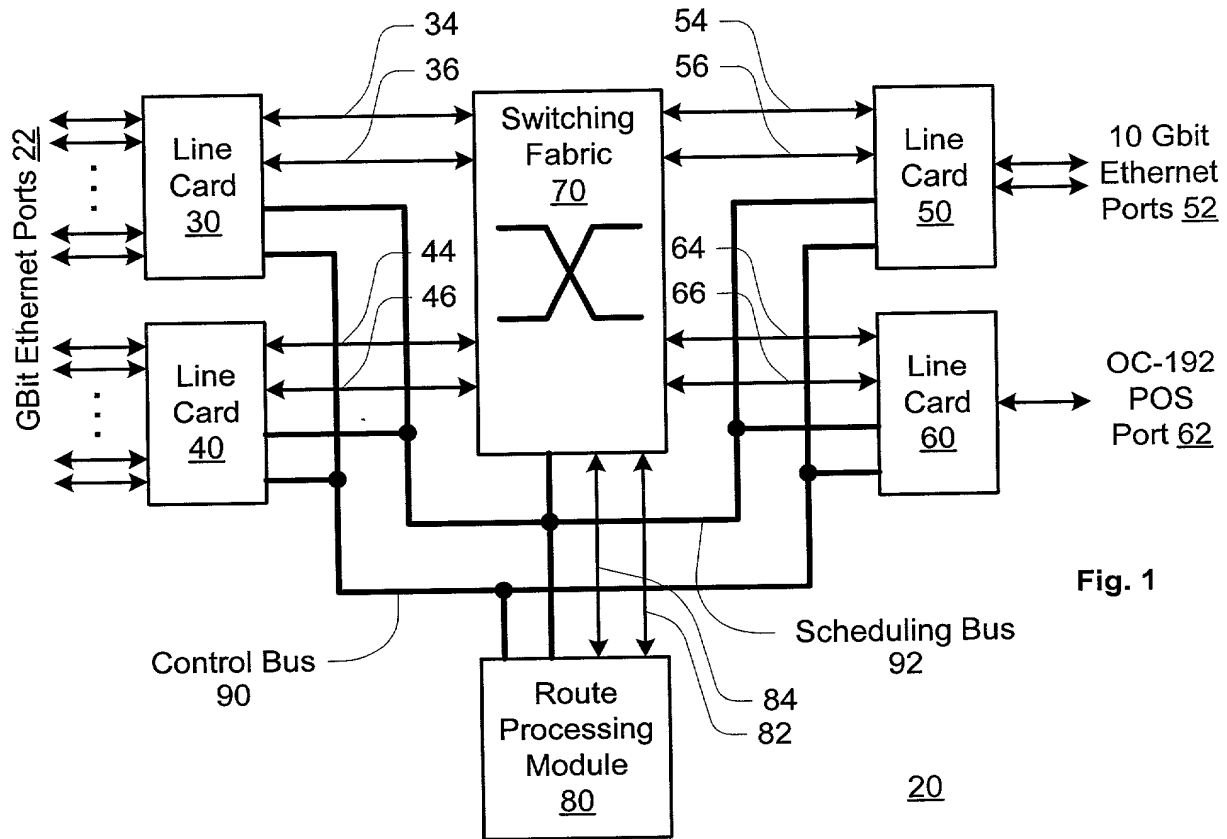 34
36
54
56
GBit Ethernet Ports 22
Line
Card
30
Switching
Fabric
70
Line
Card
50
10 Gbit
Ethernet
Ports 52
44
46
64
66
Line
Card
40
Line
Card
60
OC-192
POS
Port 62
Fig. 1
Control Bus
90
Scheduling Bus
92
Route
Processing
Module
80
84
82
20